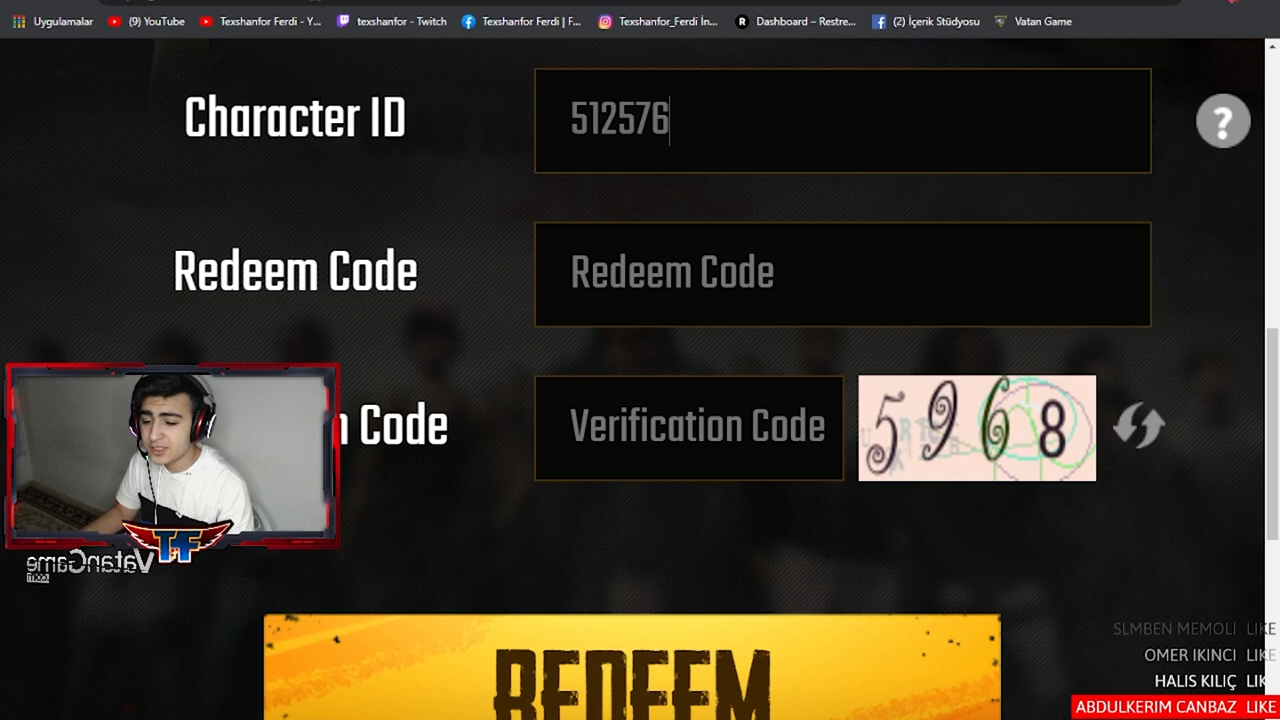 Uygulamalar (9) YouTube Texshanfor Ferdi - Y... texshanfor - Twitch Texshanfor Ferdi | F... Texshanfor_Ferdi İn... Dashboard – Restre... (2) İçerik Stüdyosu Vatan Game
Character ID 512576 ?
Redeem Code Redeem Code
n Code Verification Code 5968
VatanGame
.com
TF
REDEEM
SLMBEN MEMOLI LIKE
OMER IKINCI LIKE
HALIS KILIÇ LIK
ABDULKERIM CANBAZ LIKE